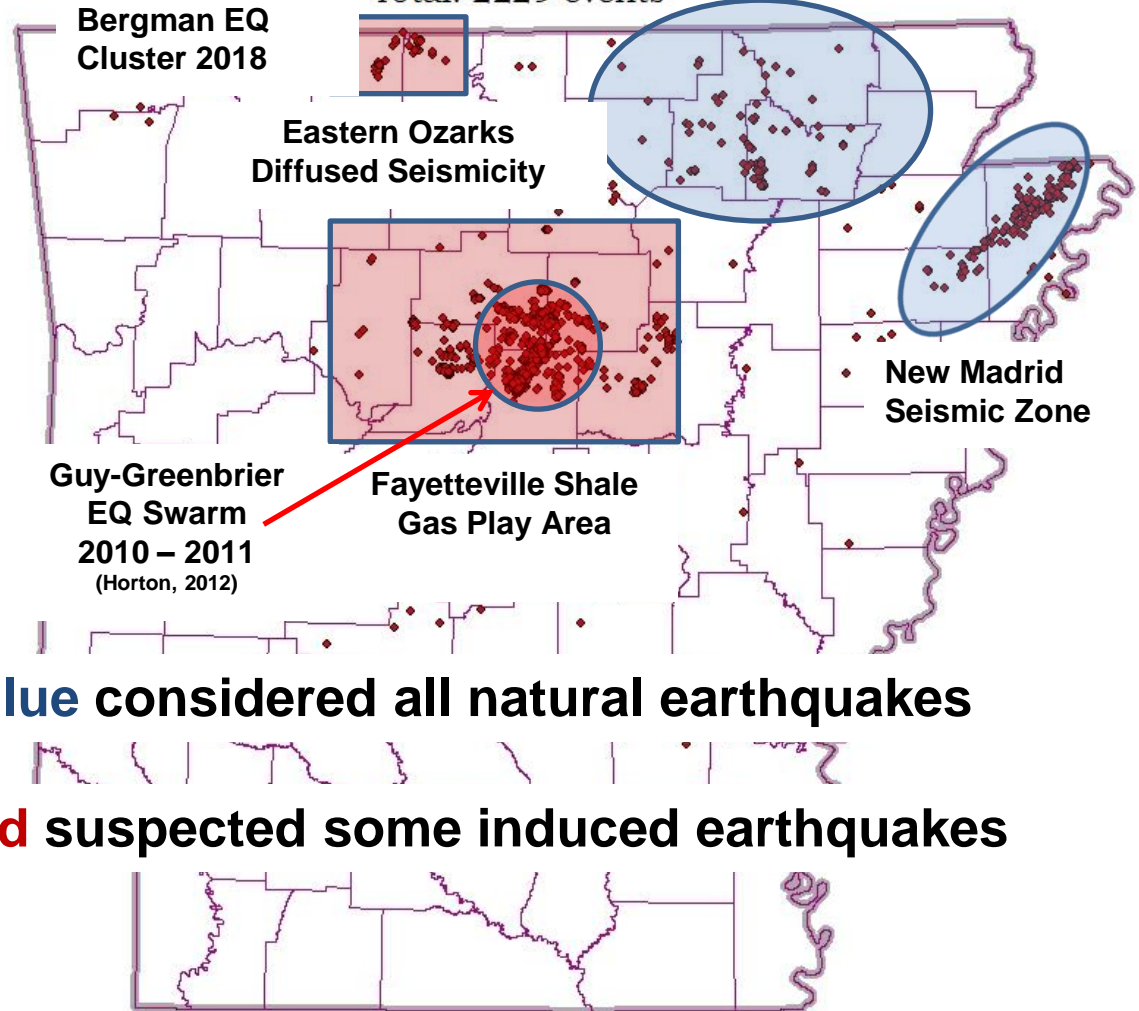 Bergman EQ
Cluster 2018
Eastern Ozarks
Diffused Seismicity
New Madrid
Seismic Zone
Guy-Greenbrier
EQ Swarm
2010 – 2011
(Horton, 2012)
Fayetteville Shale
Gas Play Area
lue considered all natural earthquakes
d suspected some induced earthquakes